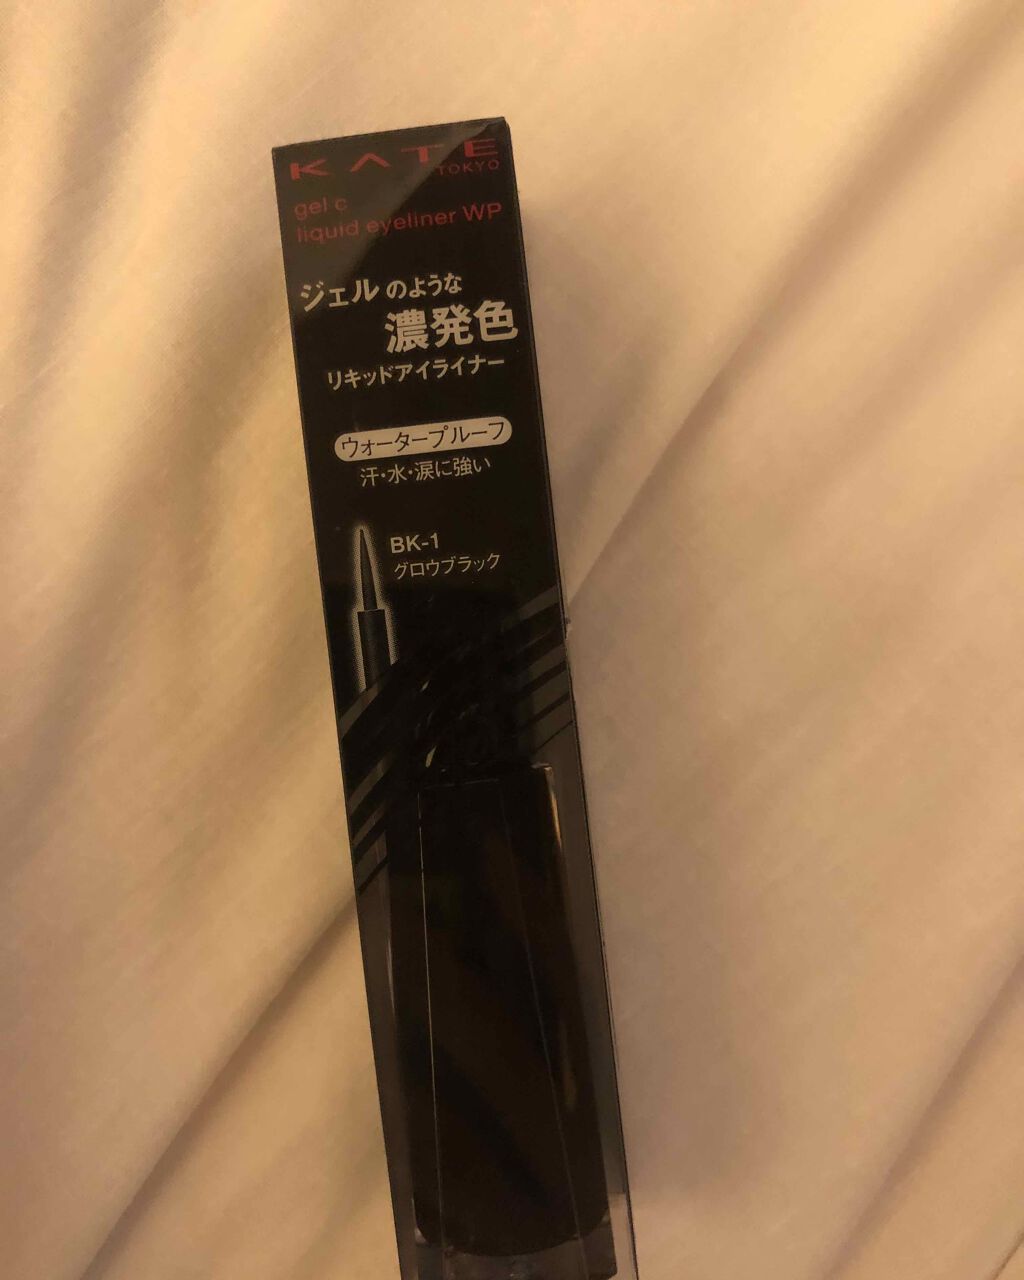 KATE
TOKYO
gel c
liquid eyeliner WP
ジェルのような
濃発色
リキッドアイライナー
ウォータープルーフ
汗・水・涙に強い
BK-1
グロウブラック